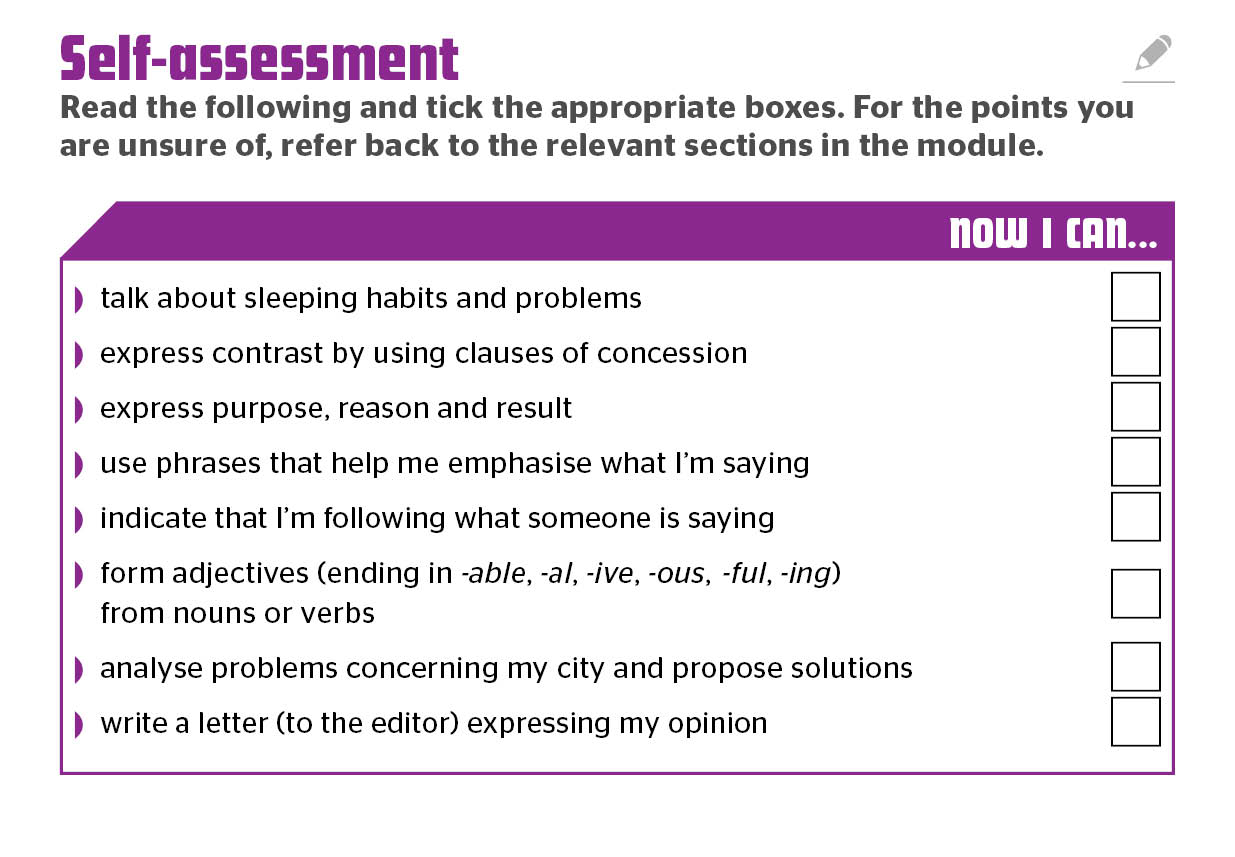 Self-assessment
Read the following and tick the appropriate boxes. For the points you
are unsure of, refer back to the relevant sections in the module.
NOW I CAN...
talk about sleeping habits and problems
express contrast by using clauses of concession
express purpose, reason and result
use phrases that help me emphasise what I’m saying
indicate that I’m following what someone is saying
form adjectives (ending in -able, -al, -ive, -ous, -ful, -ing)
from nouns or verbs
analyse problems concerning my city and propose solutions
write a letter (to the editor) expressing my opinion